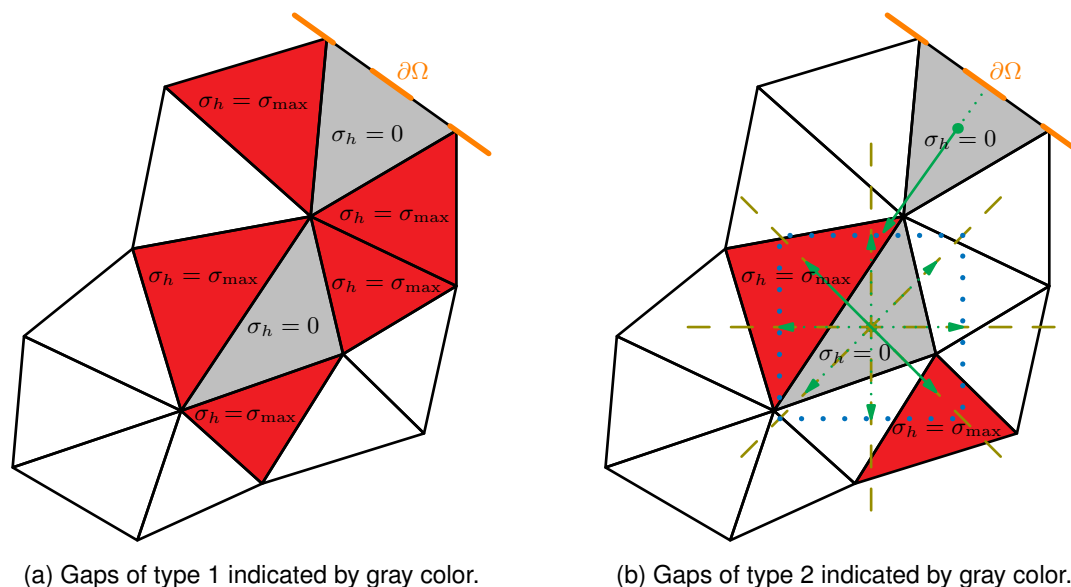 ∂Ω
σ_h = σ_max
σ_h = 0
σ_h = σ_max
σ_h = σ_max
σ_h = σ_max
σ_h = 0
σ_h = σ_max
(a) Gaps of type 1 indicated by gray color.
∂Ω
σ_h = 0
σ_h = σ_max
σ_h = 0
σ_h = σ_max
(b) Gaps of type 2 indicated by gray color.